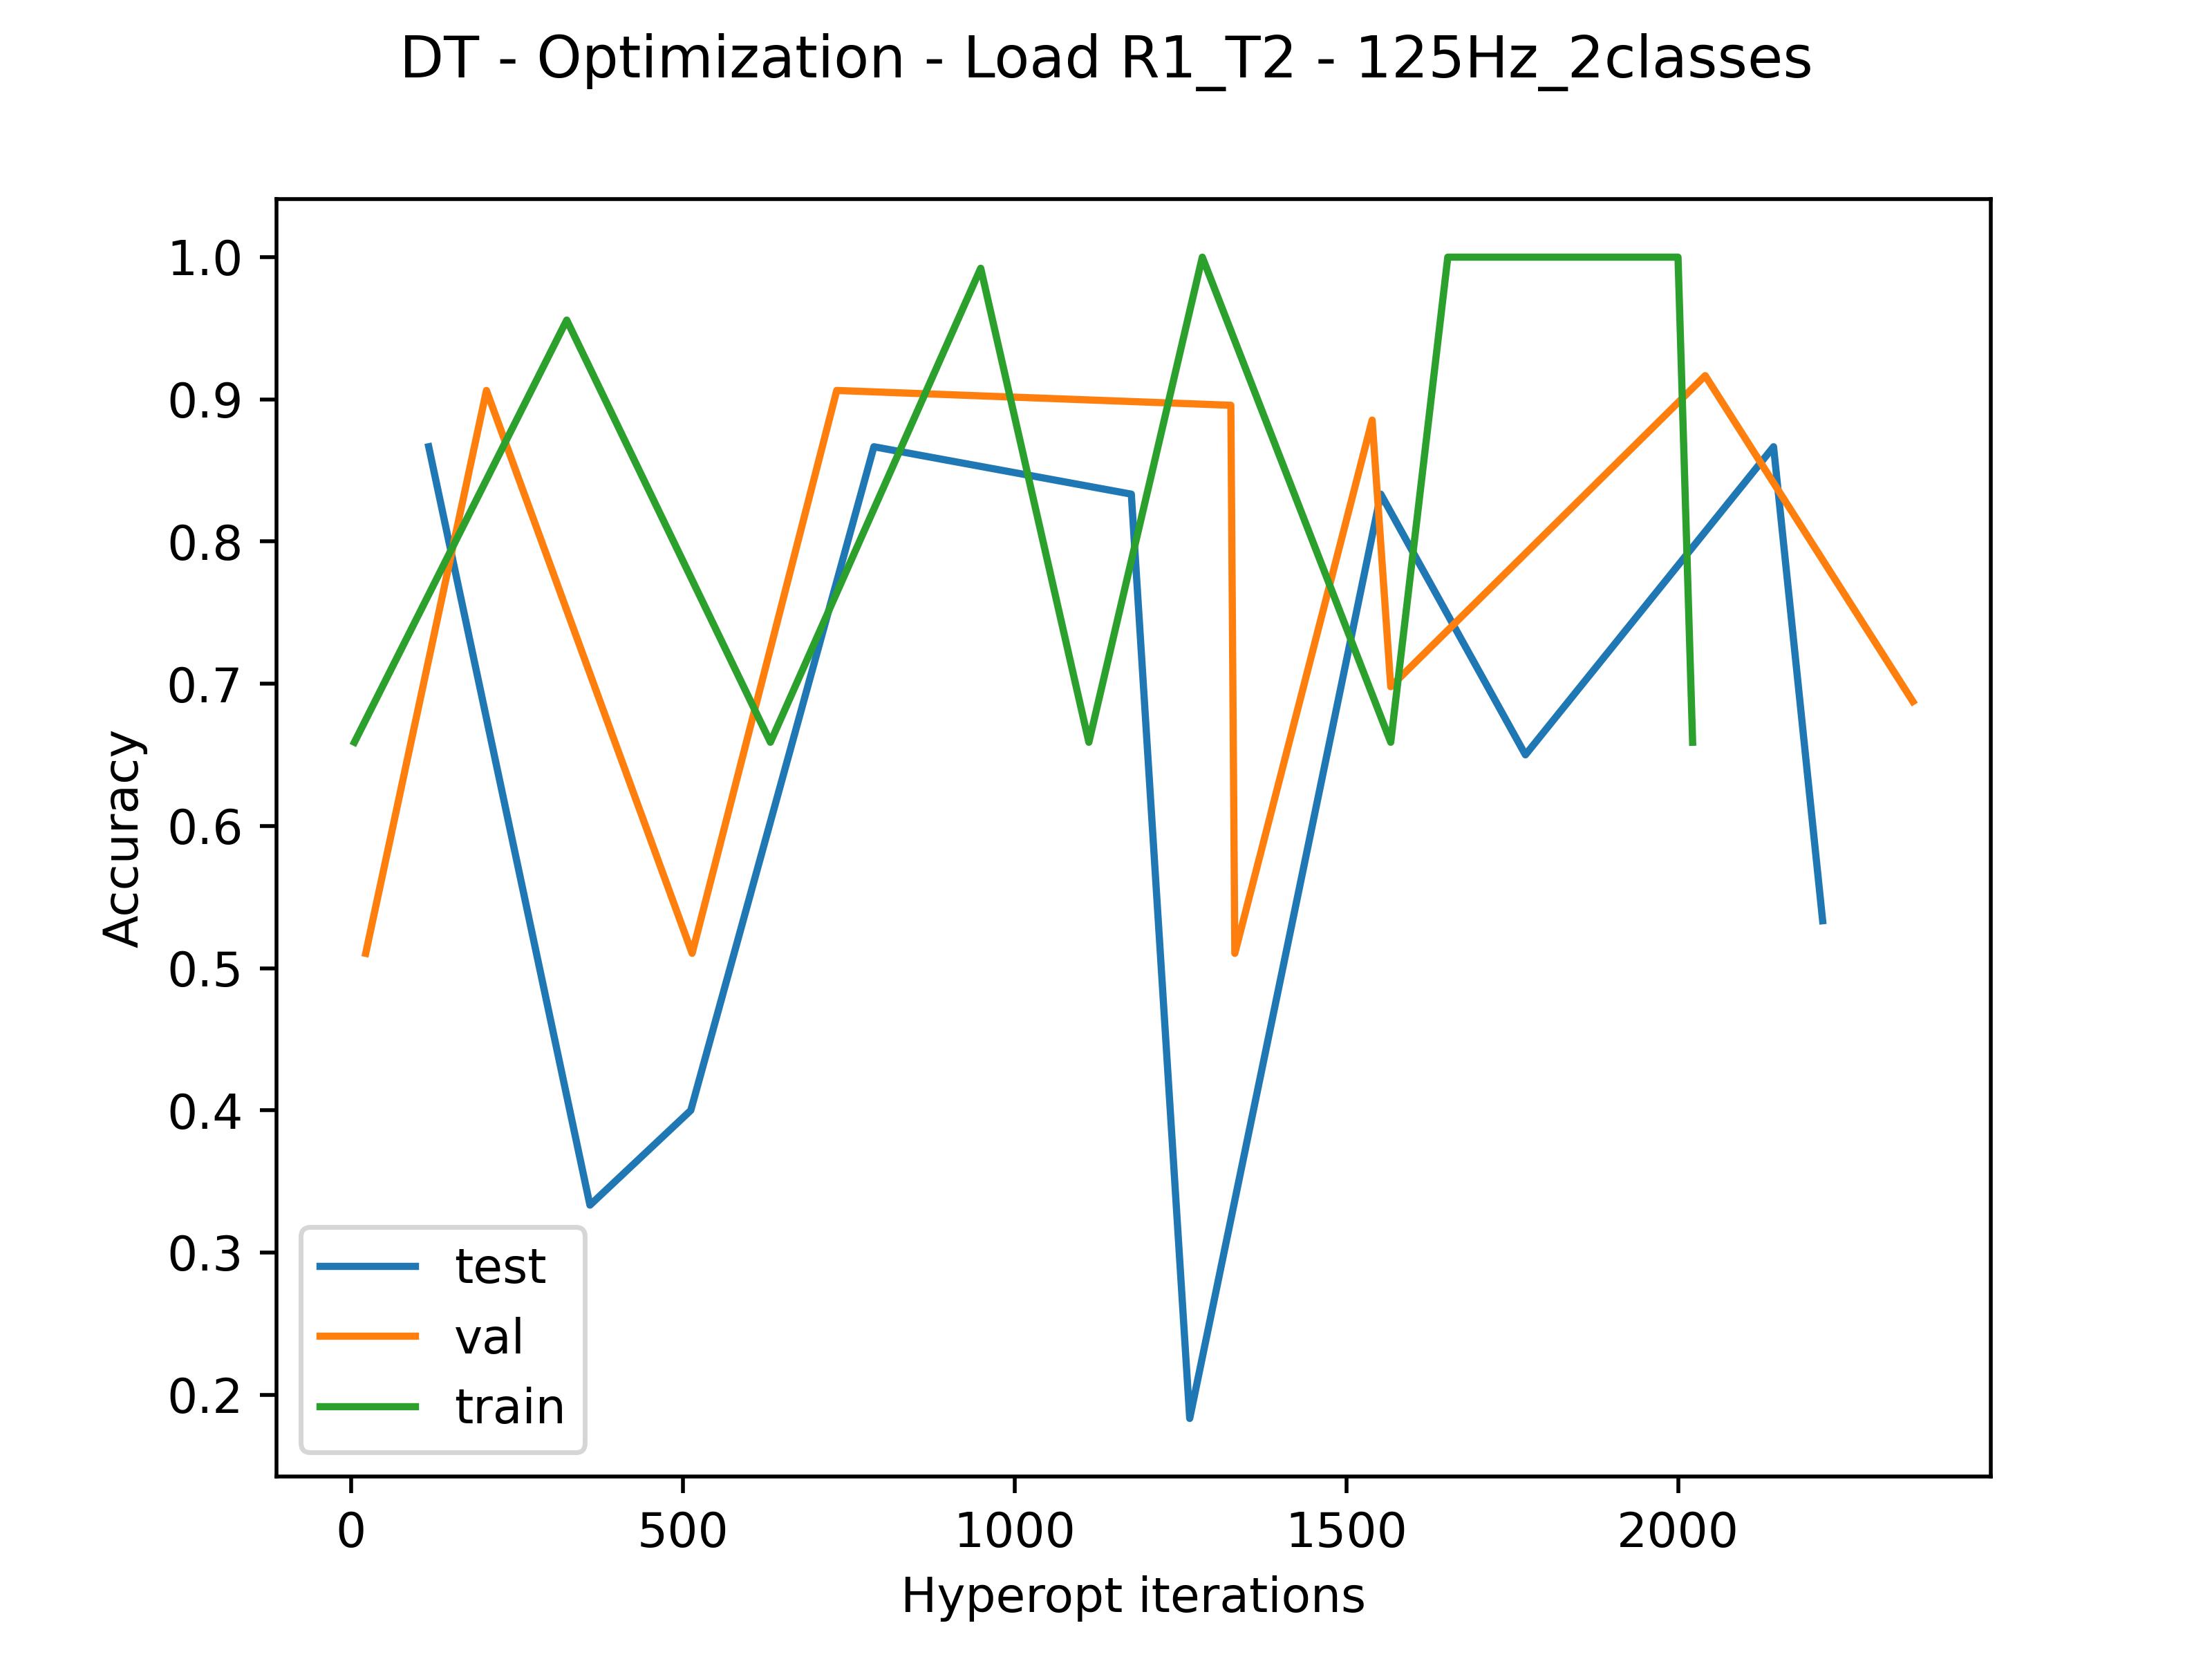 DT - Optimization - Load R1_T2 - 125Hz_2classes
1.0
0.9
0.8
0.7
0.6
0.5
0.4
0.3
0.2
Accuracy
test
val
train
0 500 1000 1500 2000
Hyperopt iterations